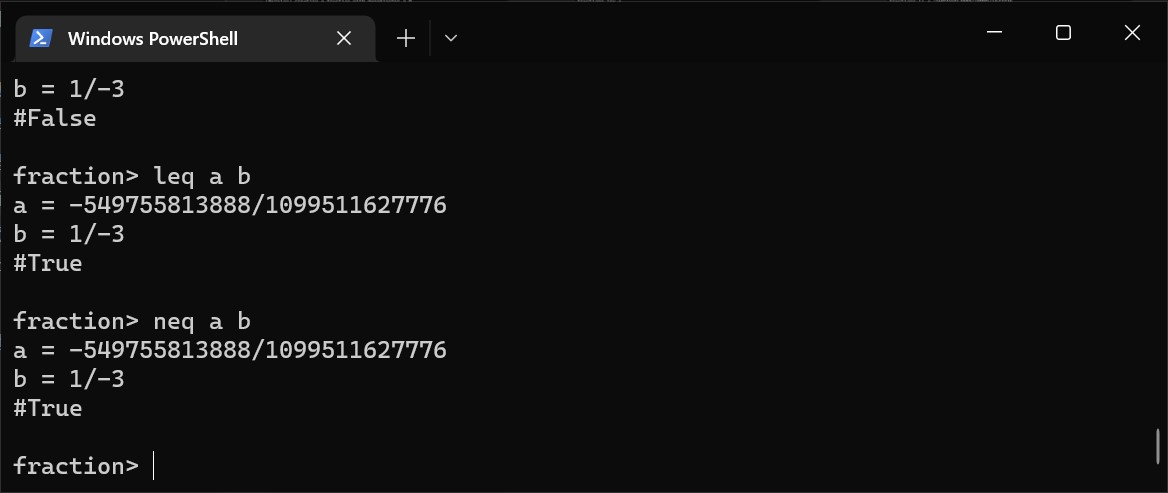 Windows PowerShell
b = 1/-3
#False
fraction> leq a b
a = -549755813888/1099511627776
b = 1/-3
#True
fraction> neq a b
a = -549755813888/1099511627776
b = 1/-3
#True
fraction>